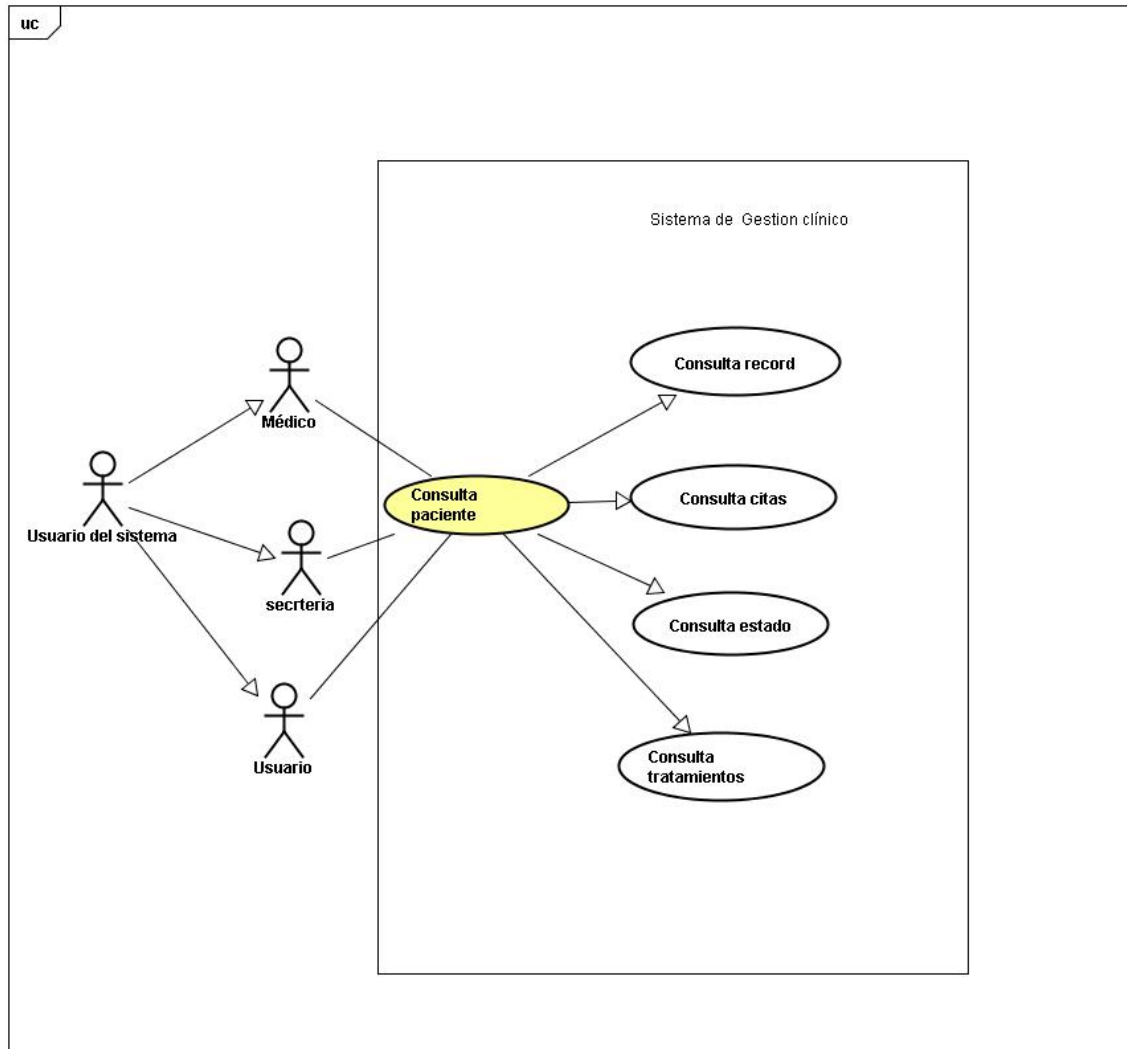 uc
Sistema de Gestion clínico
Consulta record
Médico
Consulta
paciente
Consulta citas
Usuario del sistema
secrteria
Consulta estado
Usuario
Consulta
tratamientos